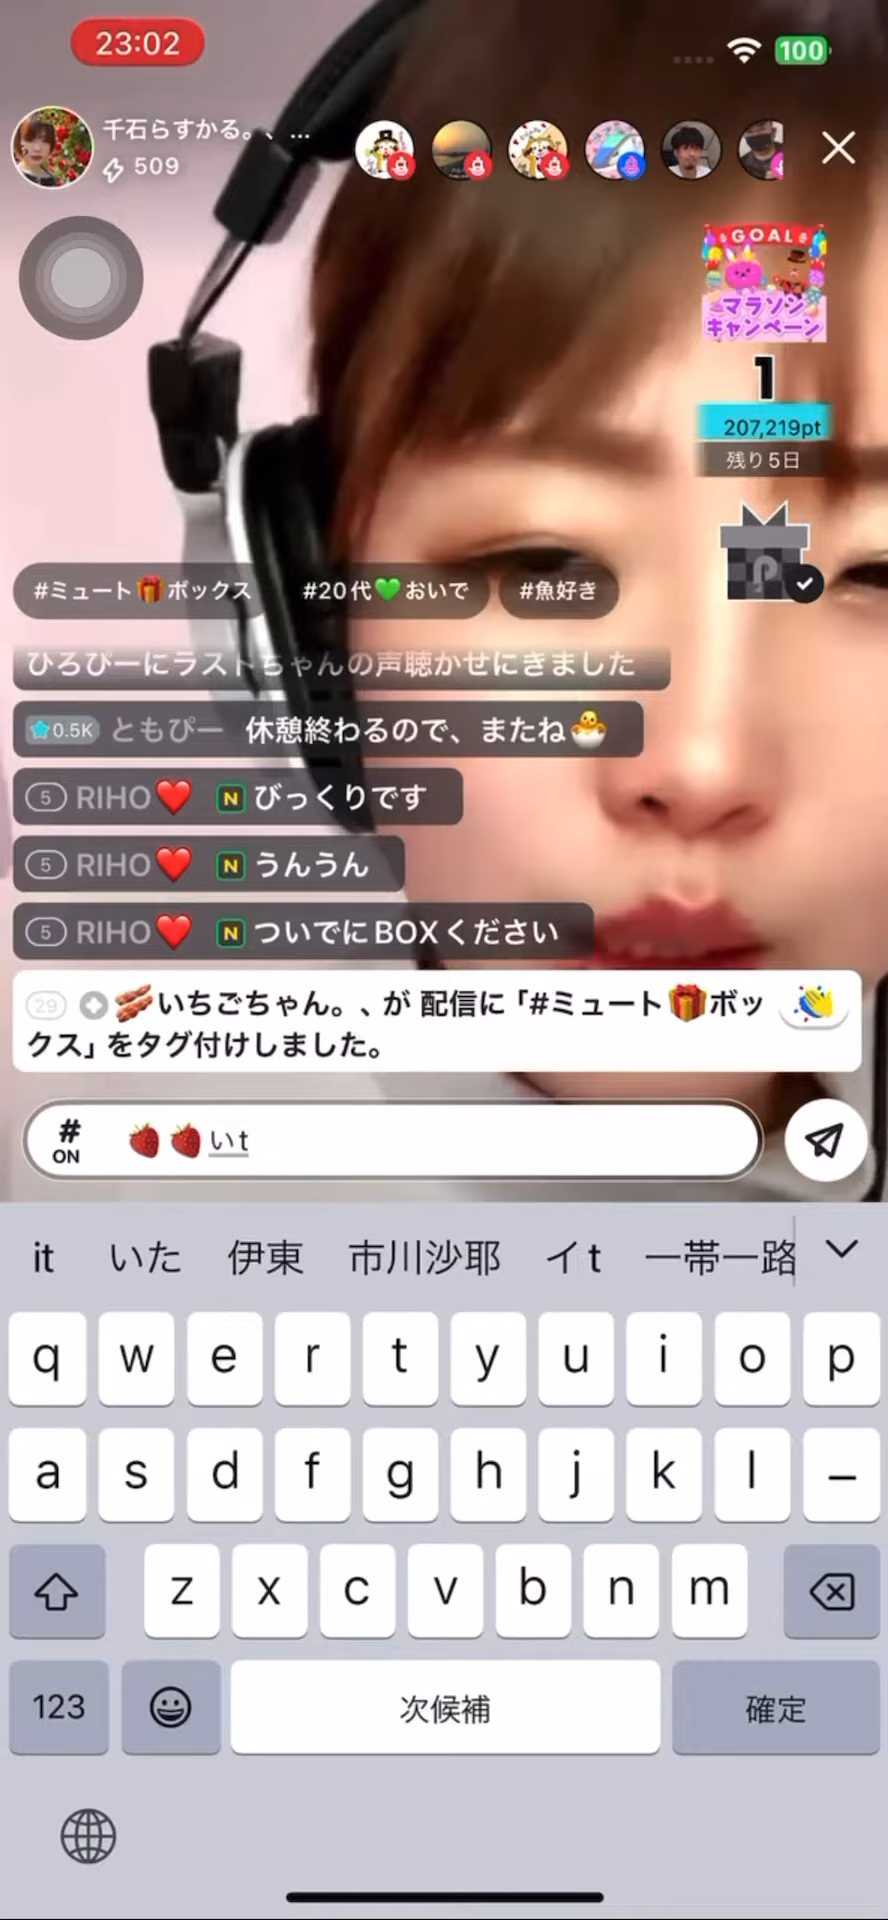 23:02
100
千石らすかる。、...
509
GOAL
マラソン
キャンペーン
1
207,219pt
残り5日
#ミュート🎁ボックス #20代💚おいで #魚好き
ひろぴーにラストちゃんの声聴かせにきました
0.5K ともぴー 休憩終わるので、またね🐣
5 RIHO❤️ N びっくりです
5 RIHO❤️ N うんうん
5 RIHO❤️ N ついでにBOXください
29 🥓いちごちゃん。、が 配信に「#ミュート🎁ボッ
クス」をタグ付けしました。
# 🍓🍓いt
ON
it いた 伊東 市川沙耶 イt 一帯一路
q w e r t y u i o p
a s d f g h j k l ー
z x c v b n m
123 次候補 確定